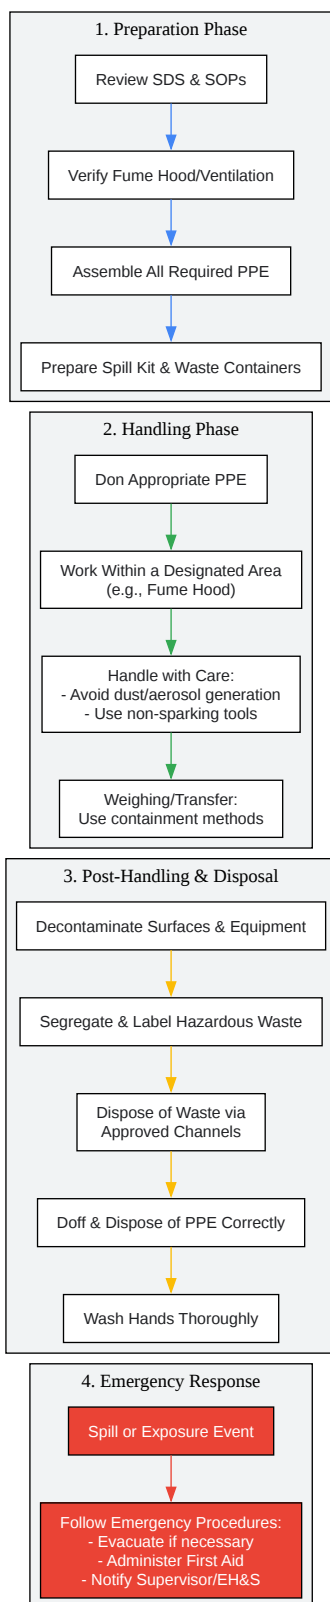 1. Preparation Phase
Review SDS & SOPs
Verify Fume Hood/Ventilation
Assemble All Required PPE
Prepare Spill Kit & Waste Containers
2. Handling Phase
Don Appropriate PPE
Work Within a Designated Area
(e.g., Fume Hood)
Handle with Care:
- Avoid dust/aerosol generation
- Use non-sparking tools
Weighing/Transfer:
Use containment methods
3. Post-Handling & Disposal
Decontaminate Surfaces & Equipment
Segregate & Label Hazardous Waste
Dispose of Waste via
Approved Channels
Doff & Dispose of PPE Correctly
Wash Hands Thoroughly
4. Emergency Response
Spill or Exposure Event
Follow Emergency Procedures:
- Evacuate if necessary
- Administer First Aid
- Notify Supervisor/EH&S